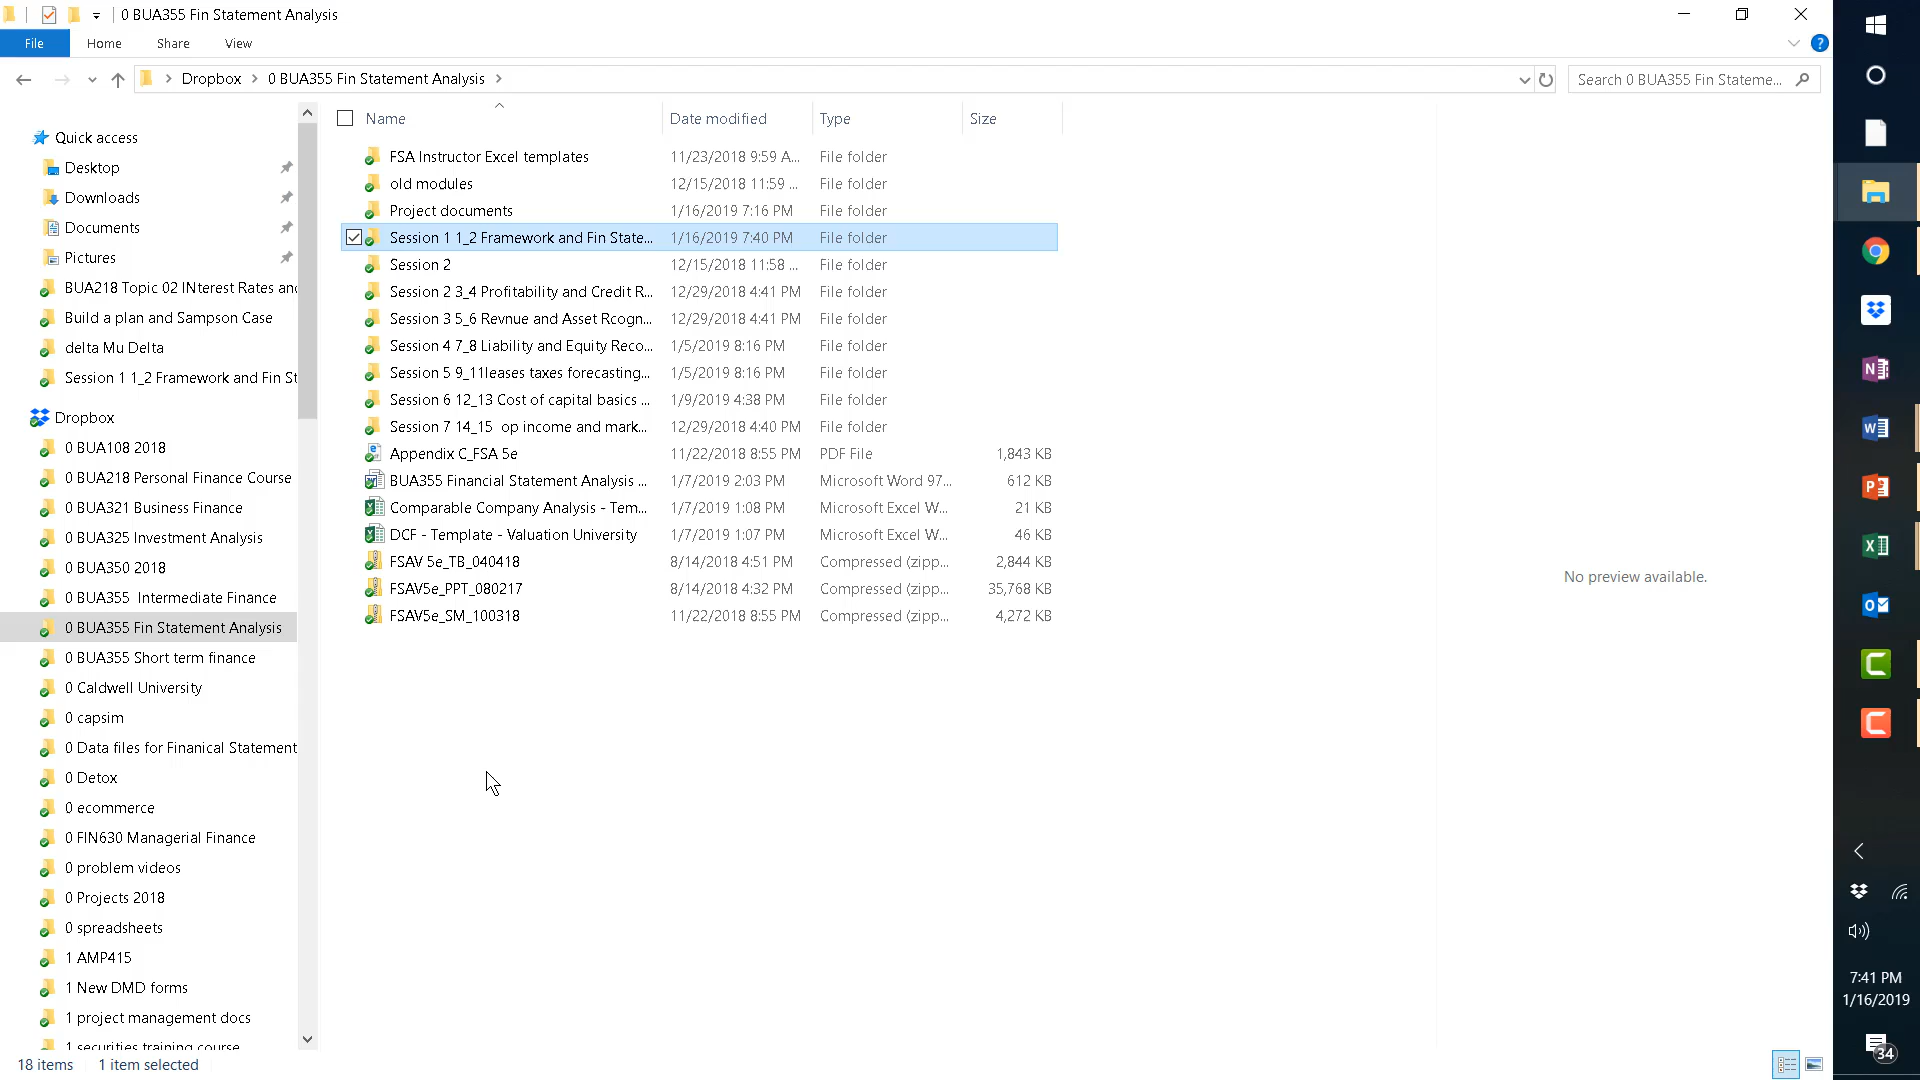 0 BUA355 Fin Statement Analysis
File Home Share View
Dropbox 0 BUA355 Fin Statement Analysis
Search 0 BUA355 Fin Stateme...
Name Date modified Type Size
Quick access
Desktop
Downloads
Documents
Pictures
BUA218 Topic 02 INterest Rates and
Build a plan and Sampson Case
delta Mu Delta
Session 1 1_2 Framework and Fin St
Dropbox
0 BUA108 2018
0 BUA218 Personal Finance Course
0 BUA321 Business Finance
0 BUA325 Investment Analysis
0 BUA350 2018
0 BUA355  Intermediate Finance
0 BUA355 Fin Statement Analysis
0 BUA355 Short term finance
0 Caldwell University
0 capsim
0 Data files for Finanical Statement
0 Detox
0 ecommerce
0 FIN630 Managerial Finance
0 problem videos
0 Projects 2018
0 spreadsheets
1 AMP415
1 New DMD forms
1 project management docs
1 securities training course
FSA Instructor Excel templates 11/23/2018 9:59 A... File folder
old modules 12/15/2018 11:59 ... File folder
Project documents 1/16/2019 7:16 PM File folder
Session 1 1_2 Framework and Fin State... 1/16/2019 7:40 PM File folder
Session 2 12/15/2018 11:58 ... File folder
Session 2 3_4 Profitability and Credit R... 12/29/2018 4:41 PM File folder
Session 3 5_6 Revnue and Asset Rcogn... 12/29/2018 4:41 PM File folder
Session 4 7_8 Liability and Equity Reco... 1/5/2019 8:16 PM File folder
Session 5 9_11leases taxes forecasting... 1/5/2019 8:16 PM File folder
Session 6 12_13 Cost of capital basics ... 1/9/2019 4:38 PM File folder
Session 7 14_15  op income and mark... 12/29/2018 4:40 PM File folder
Appendix C_FSA 5e 11/22/2018 8:55 PM PDF File 1,843 KB
BUA355 Financial Statement Analysis ... 1/7/2019 2:03 PM Microsoft Word 97... 612 KB
Comparable Company Analysis - Tem... 1/7/2019 1:08 PM Microsoft Excel W... 21 KB
DCF - Template - Valuation University 1/7/2019 1:07 PM Microsoft Excel W... 46 KB
FSAV 5e_TB_040418 8/14/2018 4:51 PM Compressed (zipp... 2,844 KB
FSAV5e_PPT_080217 8/14/2018 4:32 PM Compressed (zipp... 35,768 KB
FSAV5e_SM_100318 11/22/2018 8:55 PM Compressed (zipp... 4,272 KB
No preview available.
7:41 PM
1/16/2019
34
18 items 1 item selected